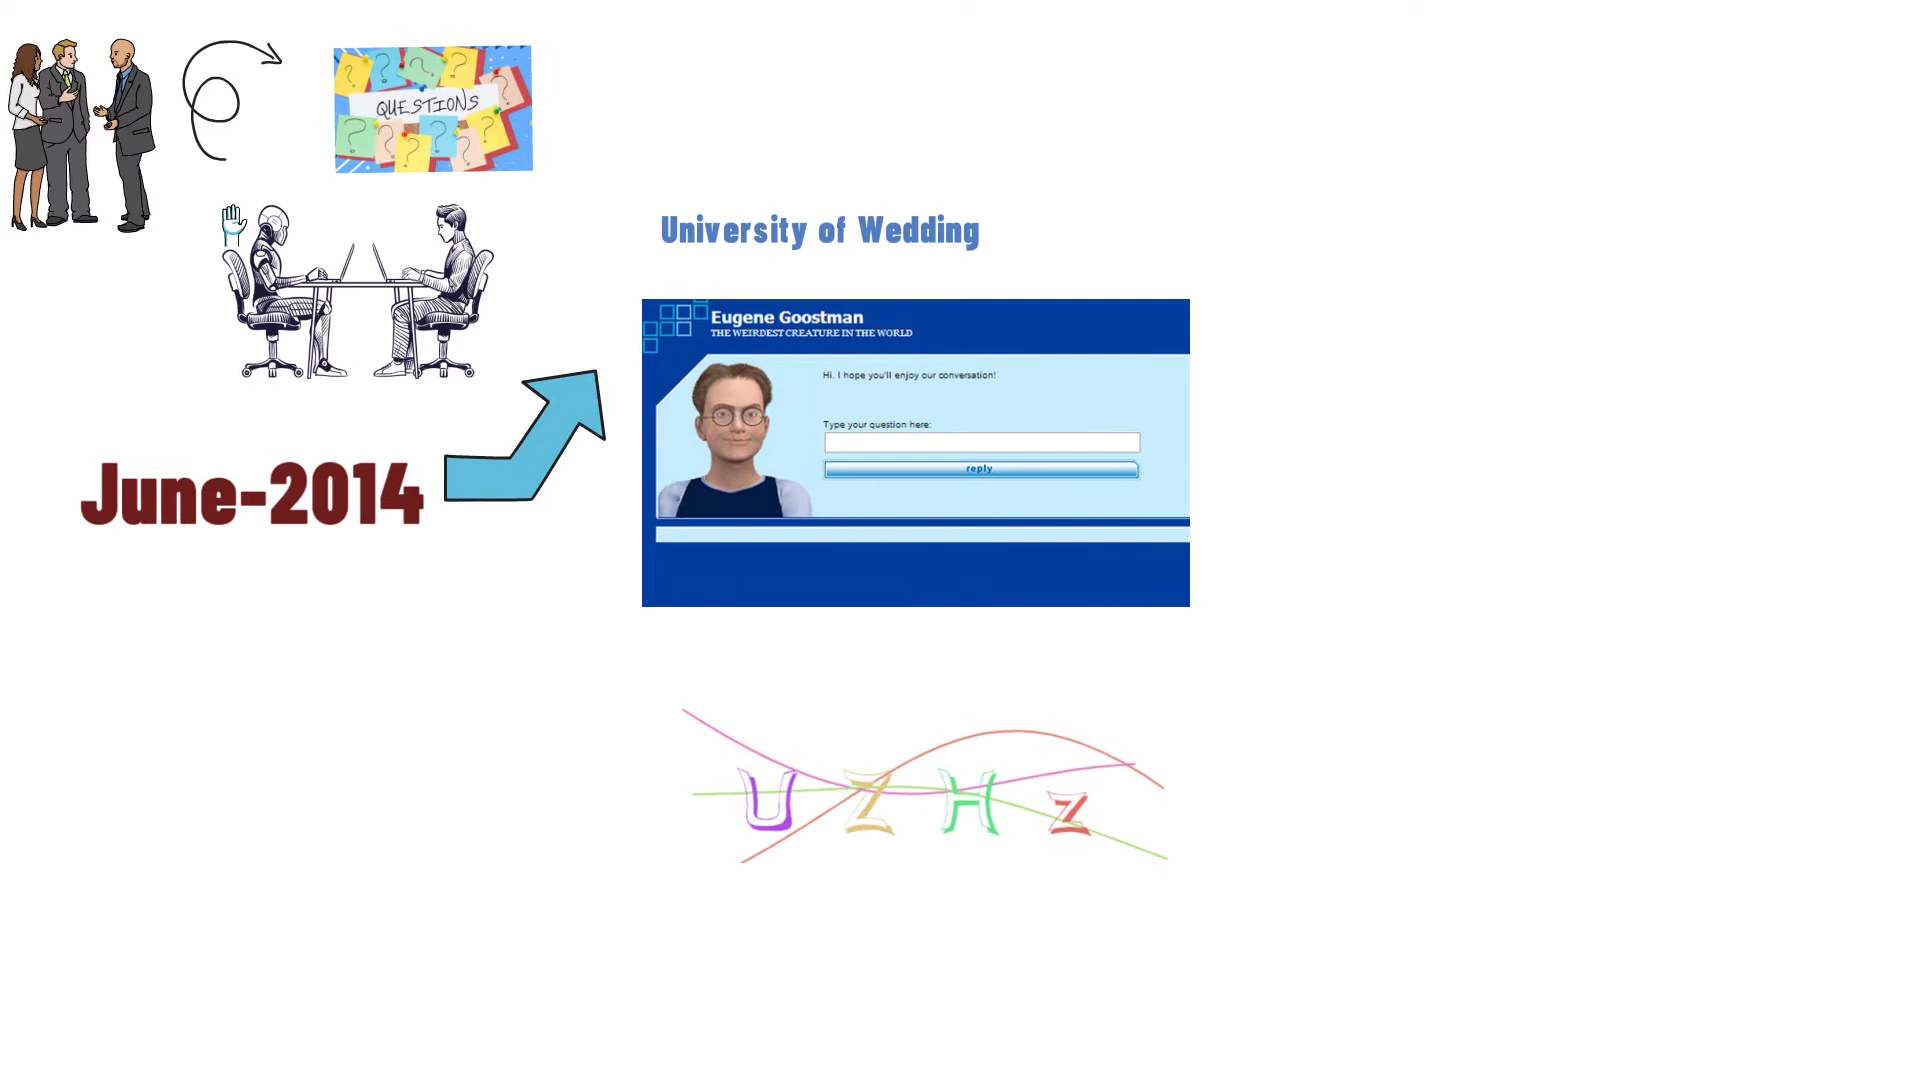 QUESTIONS
University of Wedding
Eugene Goostman
THE WEIRDEST CREATURE IN THE WORLD
Hi. I hope you'll enjoy our conversation!
Type your question here:
reply
June-2014
U Z H z